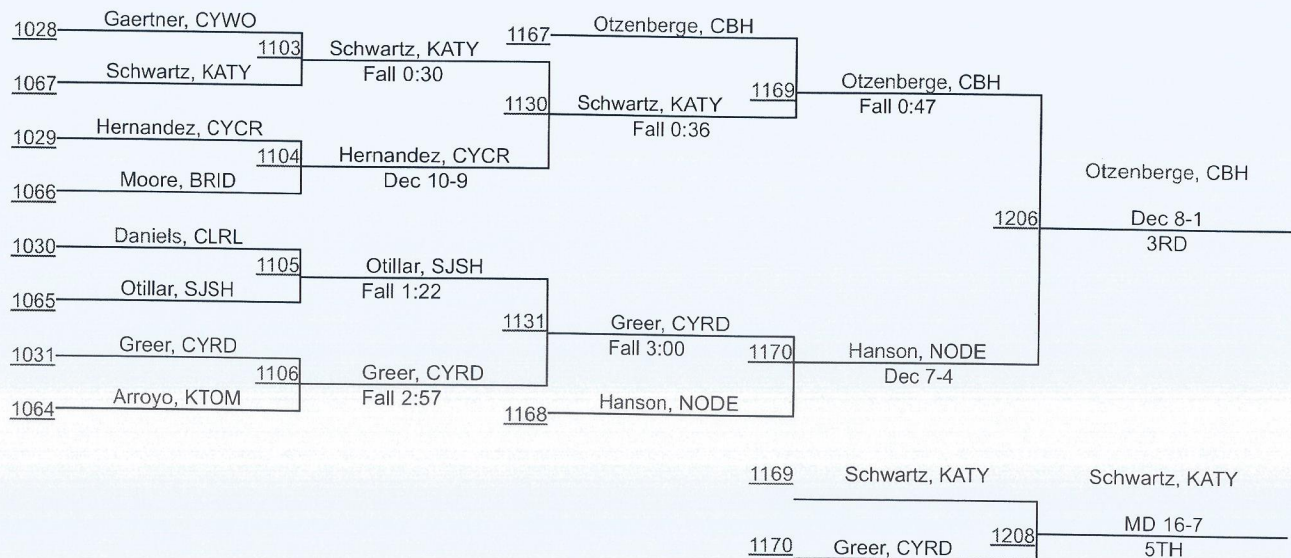 1028 Gaertner, CYWO
1103 Schwartz, KATY
Fall 0:30
1067 Schwartz, KATY
1029 Hernandez, CYCR
1104 Hernandez, CYCR
Dec 10-9
1066 Moore, BRID
1030 Daniels, CLRL
1105 Otillar, SJSH
Fall 1:22
1065 Otillar, SJSH
1031 Greer, CYRD
1106 Greer, CYRD
Fall 2:57
1064 Arroyo, KTOM
1167 Otzenberge, CBH
1130 Schwartz, KATY
Fall 0:36
1131 Greer, CYRD
Fall 3:00
1168 Hanson, NODE
1169 Otzenberge, CBH
Fall 0:47
1170 Hanson, NODE
Dec 7-4
Otzenberge, CBH
1206 Dec 8-1
3RD
1169 Schwartz, KATY
1170 Greer, CYRD
Schwartz, KATY
1208 MD 16-7
5TH